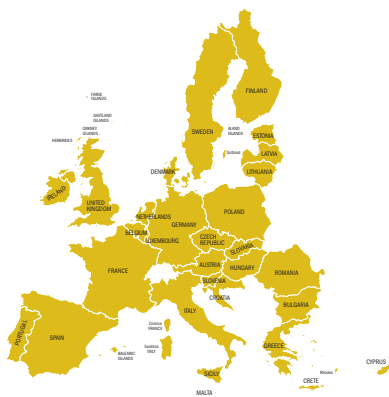 FINLAND
FAROE
ISLANDS
SHETLAND
ISLANDS
ORKNEY
ISLANDS
HEBRIDES
SWEDEN
ALAND
ISLANDS
ESTONIA
Gotland
LATVIA
LITHUANIA
DENMARK
IRELAND
UNITED
KINGDOM
NETHERLANDS
POLAND
GERMANY
BELGIUM
LUXEMBOURG
CZECH
REPUBLIC
SLOVAKIA
AUSTRIA
HUNGARY
FRANCE
ROMANIA
SLOVENIA
CROATIA
BULGARIA
ITALY
Corsica
FRANCE
PORTUGAL
SPAIN
Sardinia
ITALY
BALEARIC
ISLANDS
GREECE
SICILY
Rhodes
CYPRUS
CRETE
MALTA